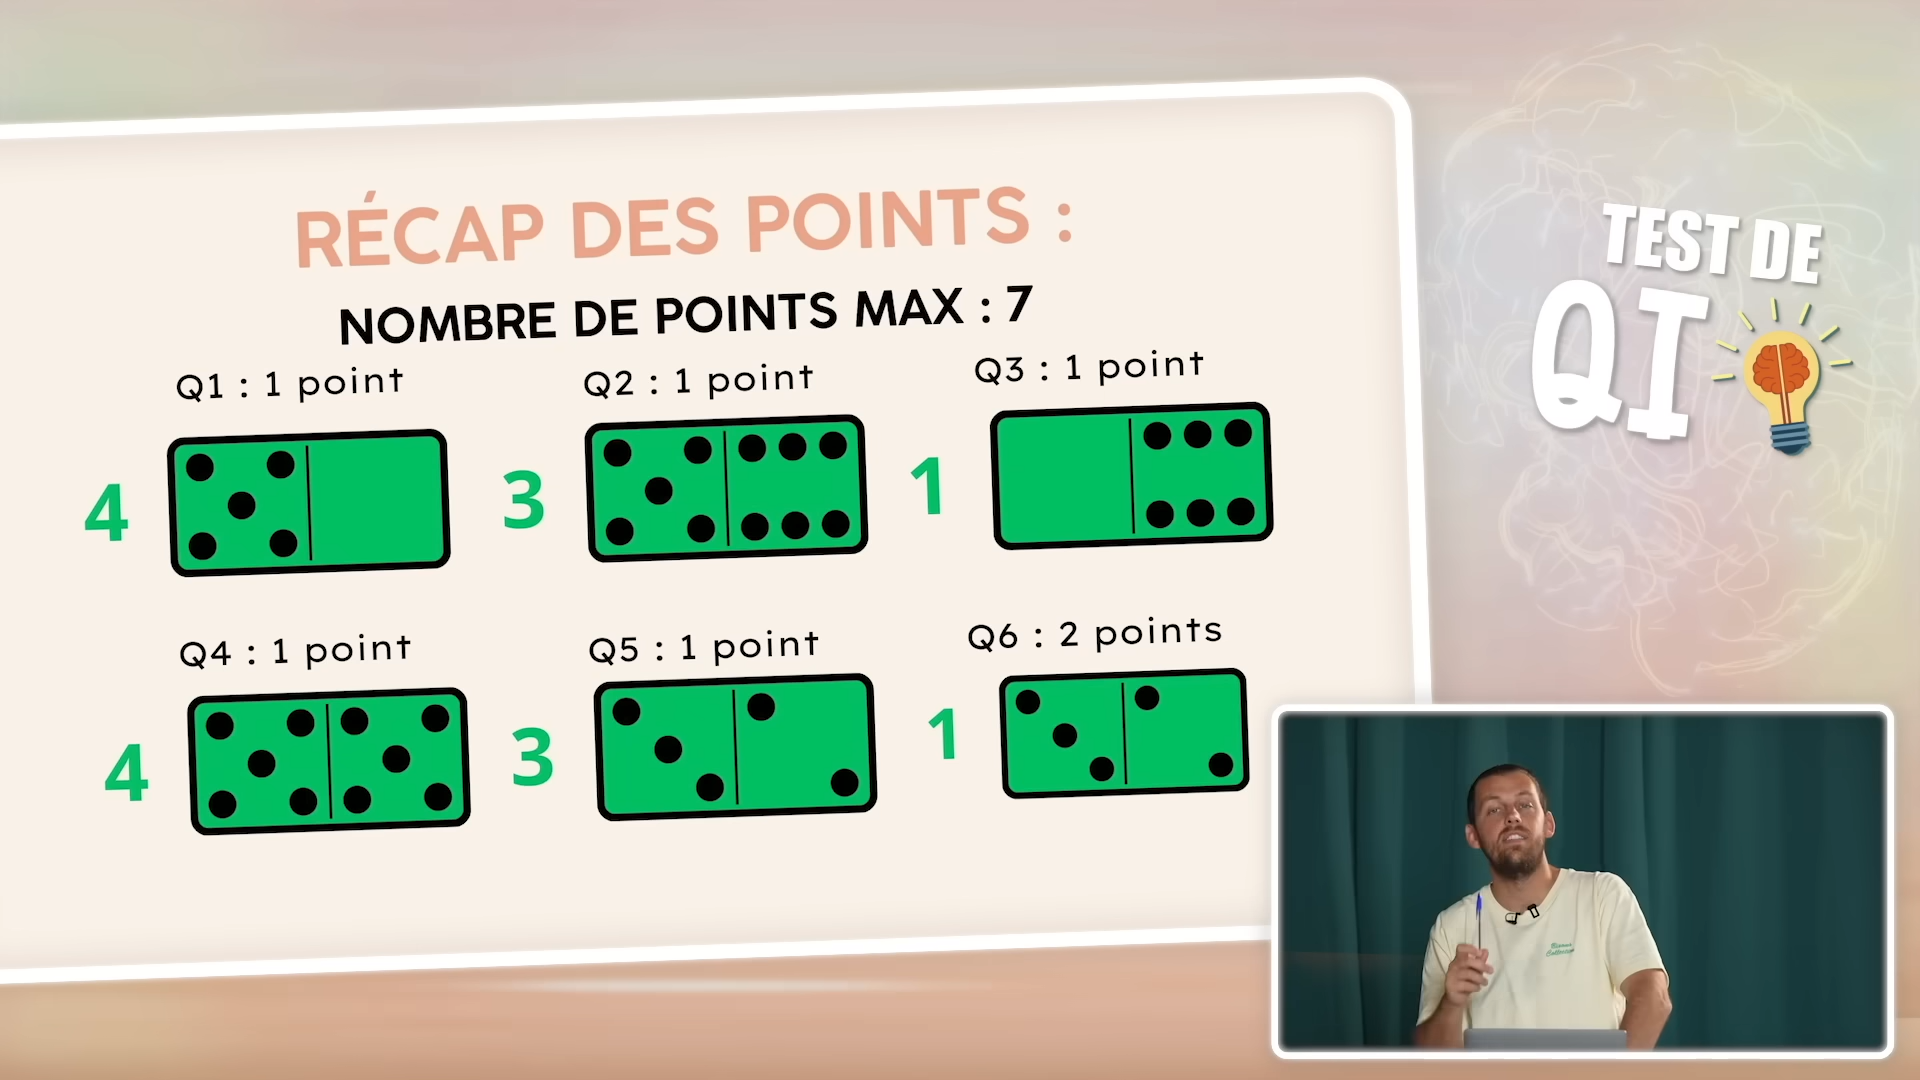 RÉCAP DES POINTS :
NOMBRE DE POINTS MAX : 7
Q1 : 1 point
Q2 : 1 point
Q3 : 1 point
4
3
1
Q4 : 1 point
Q5 : 1 point
Q6 : 2 points
4
3
1
TEST DE
QI